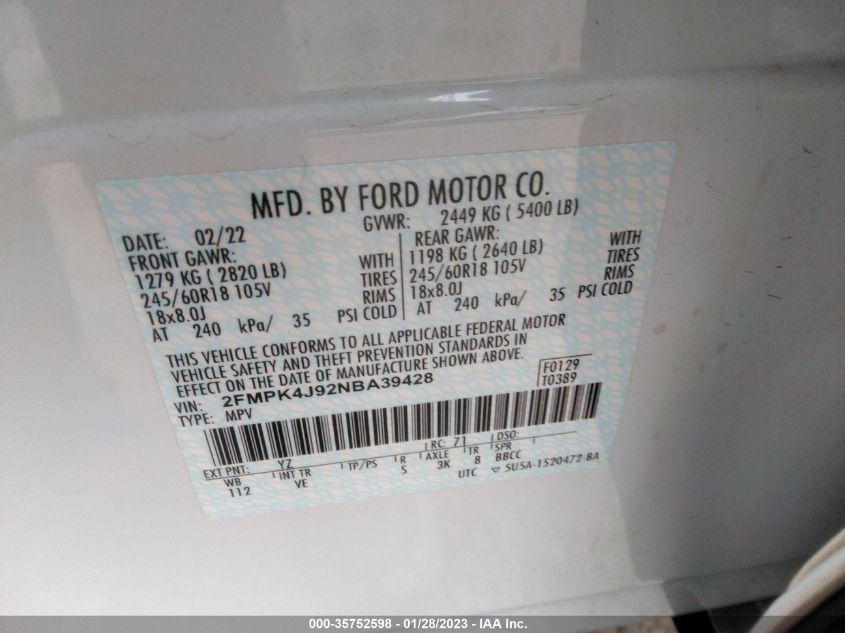 MFD. BY FORD MOTOR CO.
DATE: 02/22 GVWR: 2449 KG ( 5400 LB)
FRONT GAWR: REAR GAWR:
1279 KG ( 2820 LB) WITH 1198 KG ( 2640 LB) WITH
245/60R18 105V TIRES 245/60R18 105V TIRES
18x8.0J RIMS 18x8.0J RIMS
AT 240 kPa/ 35 PSI COLD AT 240 kPa/ 35 PSI COLD
THIS VEHICLE CONFORMS TO ALL APPLICABLE FEDERAL MOTOR
VEHICLE SAFETY AND THEFT PREVENTION STANDARDS IN
EFFECT ON THE DATE OF MANUFACTURE SHOWN ABOVE.
VIN: 2FMPK4J92NBA39428 F0129
TYPE: MPV T0389
EXT PNT: YZ RC: 71 DSO:
WB INT TR TP/PS R AXLE TR SPR
112 VE S 3K 8 BBCC
UTC ▽ 5U5A-1520472-BA
000-35752598 - 01/28/2023 - IAA Inc.